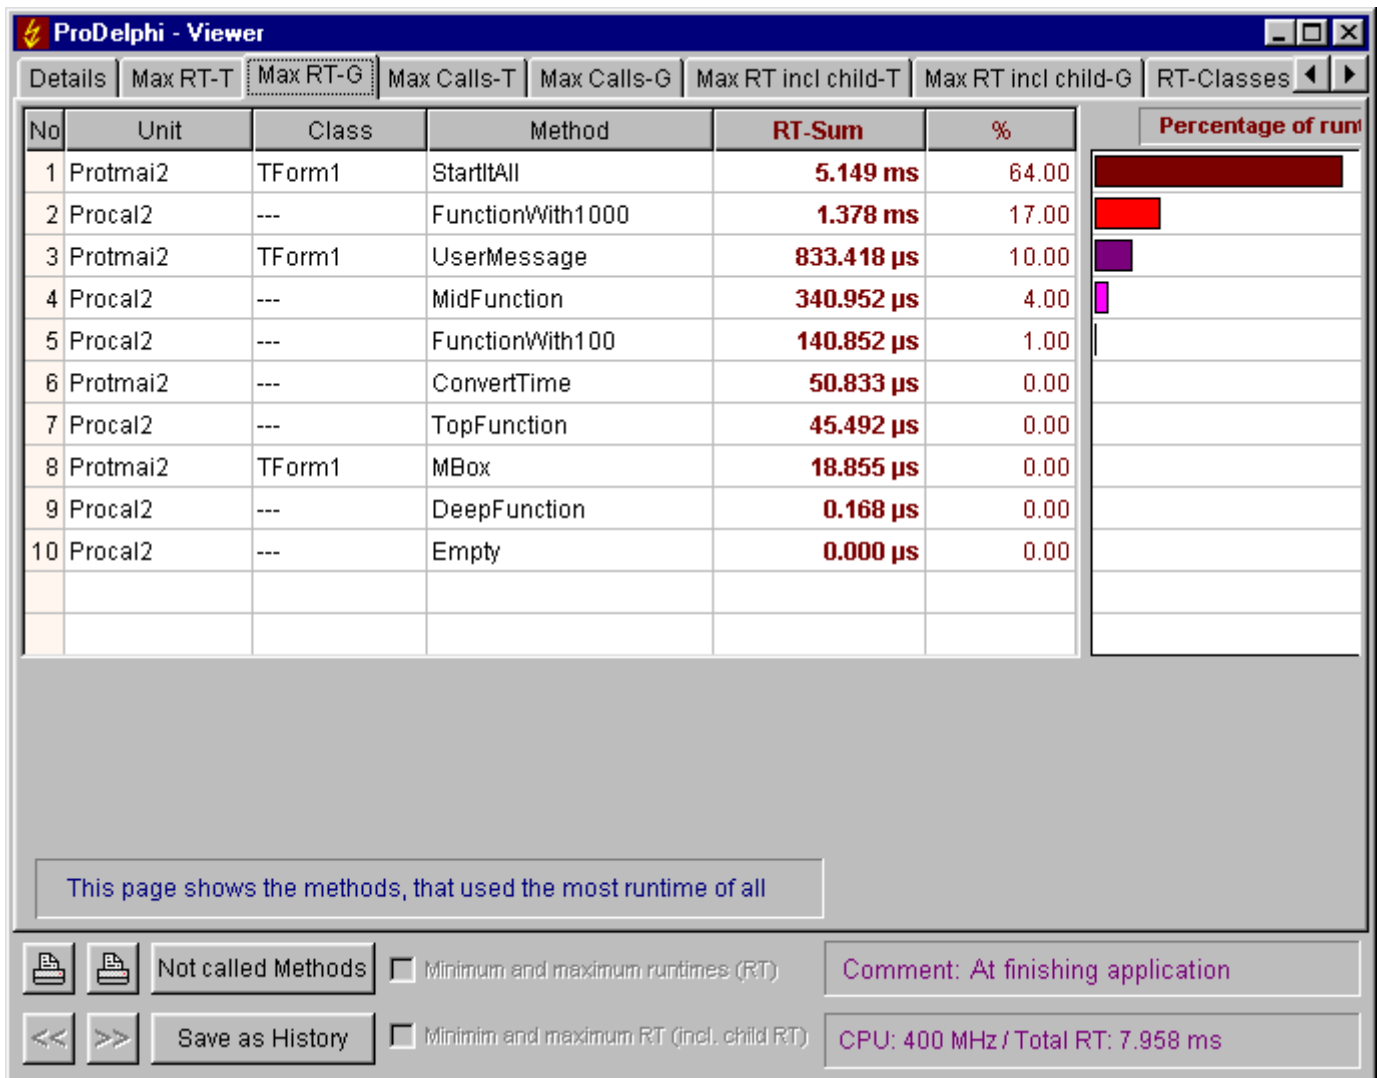 ProDelphi - Viewer
Details Max RT-T Max RT-G Max Calls-T Max Calls-G Max RT incl child-T Max RT incl child-G RT-Classes
No Unit Class Method RT-Sum % Percentage of runt
1 Protmai2 TForm1 StartItAll 5.149 ms 64.00
2 Procal2 --- FunctionWith1000 1.378 ms 17.00
3 Protmai2 TForm1 UserMessage 833.418 µs 10.00
4 Procal2 --- MidFunction 340.952 µs 4.00
5 Procal2 --- FunctionWith100 140.852 µs 1.00
6 Protmai2 --- ConvertTime 50.833 µs 0.00
7 Procal2 --- TopFunction 45.492 µs 0.00
8 Protmai2 TForm1 MBox 18.855 µs 0.00
9 Procal2 --- DeepFunction 0.168 µs 0.00
10 Procal2 --- Empty 0.000 µs 0.00
This page shows the methods, that used the most runtime of all
Not called Methods Minimum and maximum runtimes (RT) Comment: At finishing application
<< >> Save as History Minimim and maximum RT (incl. child RT) CPU: 400 MHz / Total RT: 7.958 ms